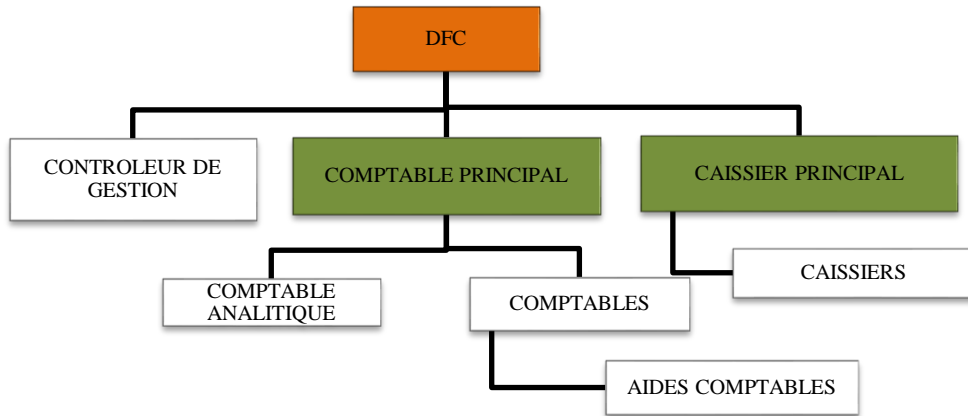 DFC
CONTROLEUR DE
GESTION
COMPTABLE PRINCIPAL
CAISSIER PRINCIPAL
COMPTABLE
ANALITIQUE
COMPTABLES
CAISSIERS
AIDES COMPTABLES